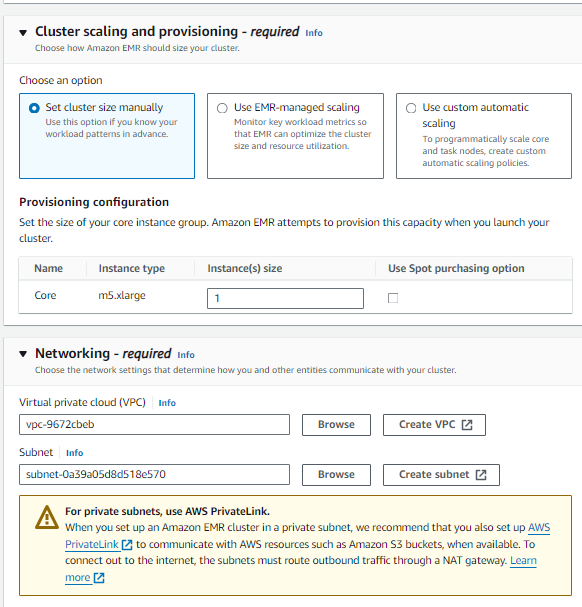 Cluster scaling and provisioning - required Info
Choose how Amazon EMR should size your cluster.
Choose an option
Set cluster size manually
Use this option if you know your
workload patterns in advance.
Use EMR-managed scaling
Monitor key workload metrics so
that EMR can optimize the cluster
size and resource utilization.
Use custom automatic
scaling
To programmatically scale core
and task nodes, create custom
automatic scaling policies.
Provisioning configuration
Set the size of your core instance group. Amazon EMR attempts to provision this capacity when you launch your
cluster.
Name Instance type Instance(s) size Use Spot purchasing option
Core m5.xlarge 1
Networking - required Info
Choose the network settings that determine how you and other entities communicate with your cluster.
Virtual private cloud (VPC) Info
vpc-9672cbeb Browse Create VPC
Subnet Info
subnet-0a39a05d8d518e570 Browse Create subnet
For private subnets, use AWS PrivateLink.
When you set up an Amazon EMR cluster in a private subnet, we recommend that you also set up AWS
PrivateLink to communicate with AWS resources such as Amazon S3 buckets, when available. To
connect out to the internet, the subnets must route outbound traffic through a NAT gateway. Learn
more